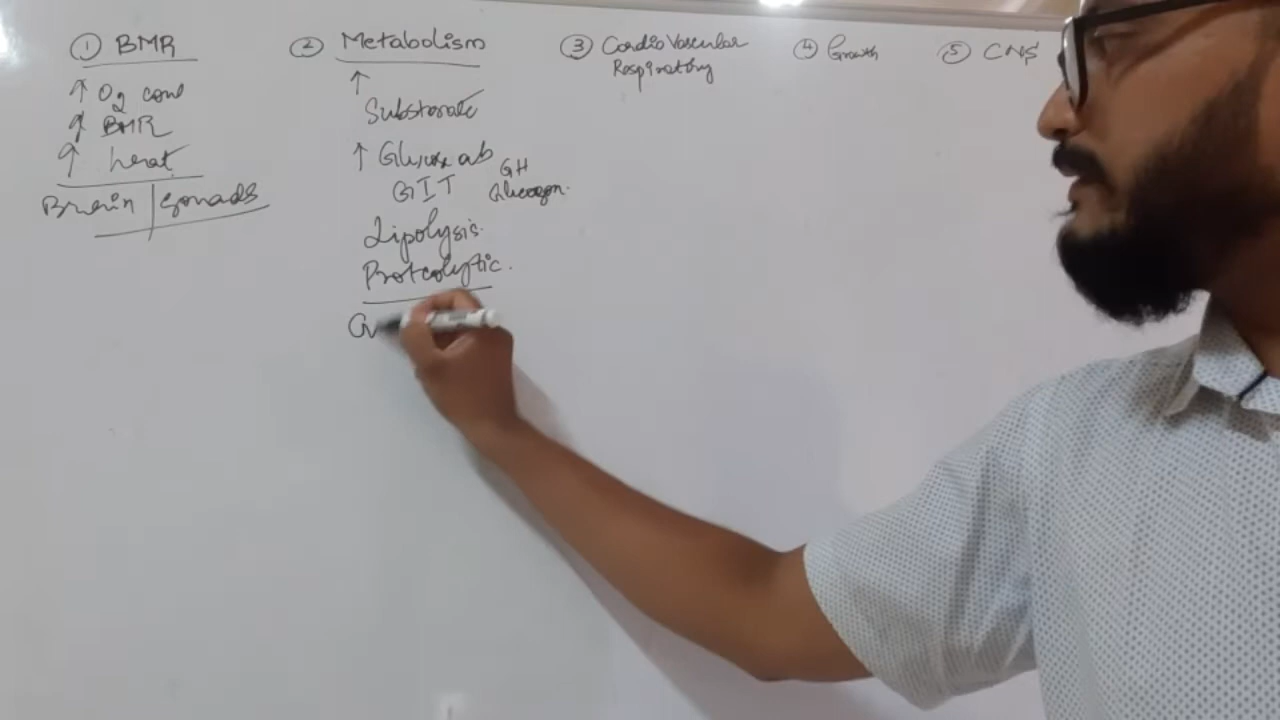 ① BMR
↑ O2 cons
↑ BMR
↑ heat
Brain | Gonads
② Metabolism
↑
Substrate
↑ Glucose ab
GIT
GH
Glucagon.
Lipolysis.
Proteolytic.
③ Cardio Vascular
Respiratory
④ Growth
⑤ CNS